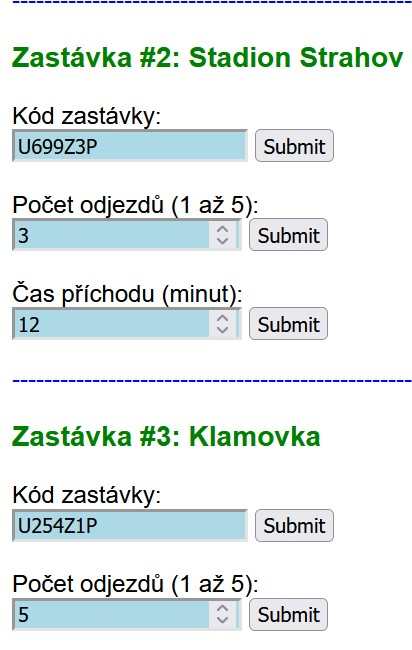 --------------------------------------------------
Zastávka #2: Stadion Strahov
Kód zastávky:
U699Z3P Submit
Počet odjezdů (1 až 5):
3 Submit
Čas příchodu (minut):
12 Submit
--------------------------------------------------
Zastávka #3: Klamovka
Kód zastávky:
U254Z1P Submit
Počet odjezdů (1 až 5):
5 Submit